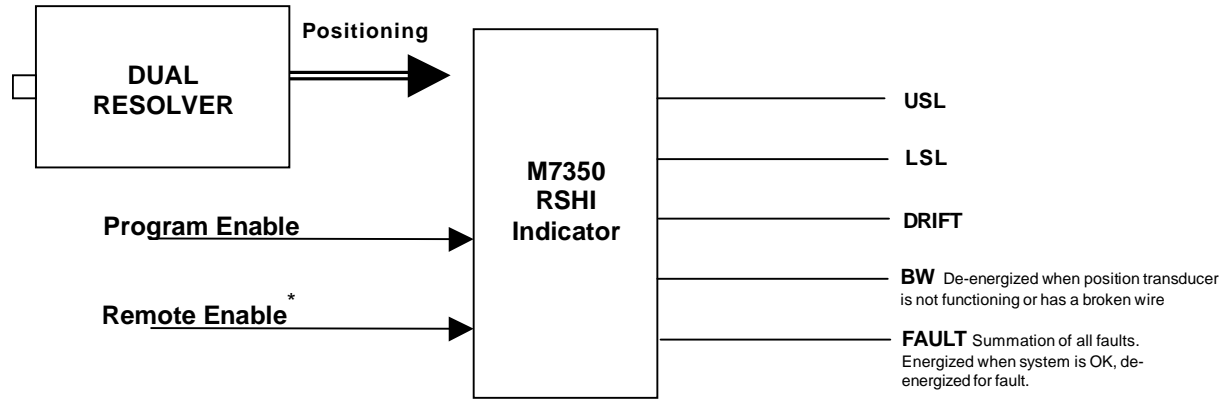 Positioning
DUAL
RESOLVER
M7350
RSHI
Indicator
Program Enable
Remote Enable*
USL
LSL
DRIFT
BW De-energized when position transducer
is not functioning or has a broken wire
FAULT Summation of all faults.
Energized when system is OK, de-
energized for fault.